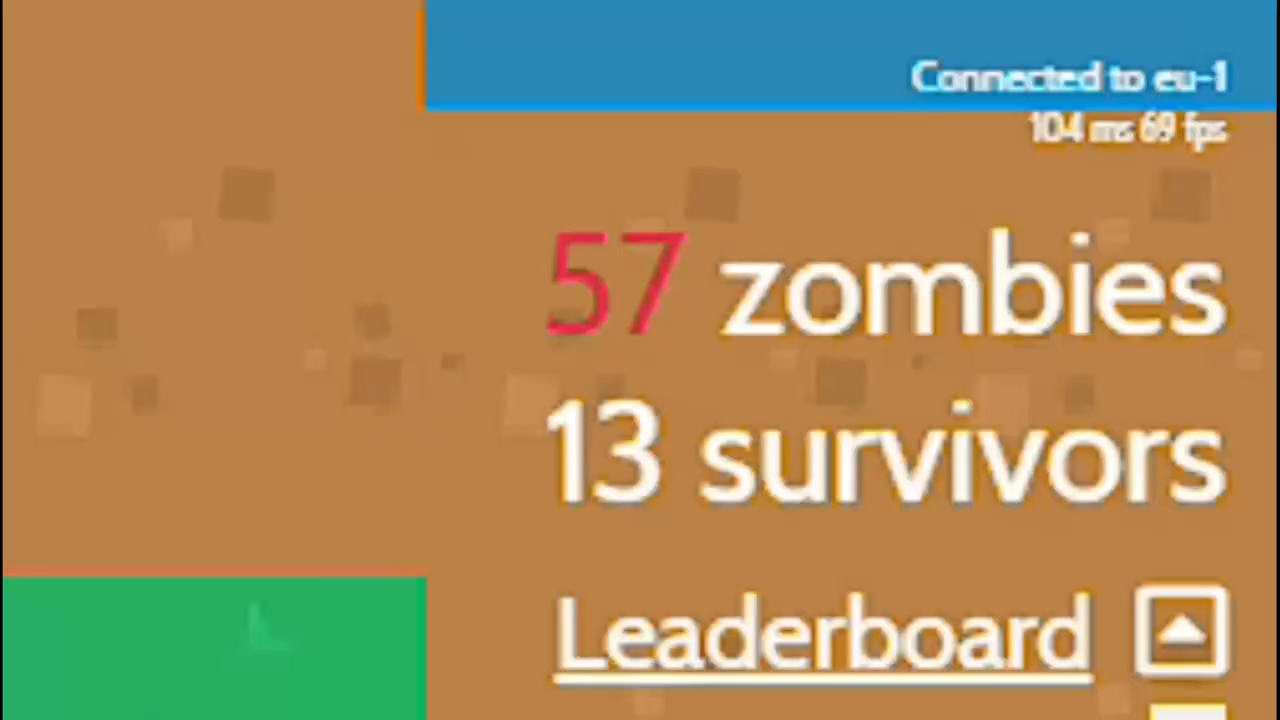 Connected to eu-1
104 ms 69 fps
57 zombies
13 survivors
Leaderboard